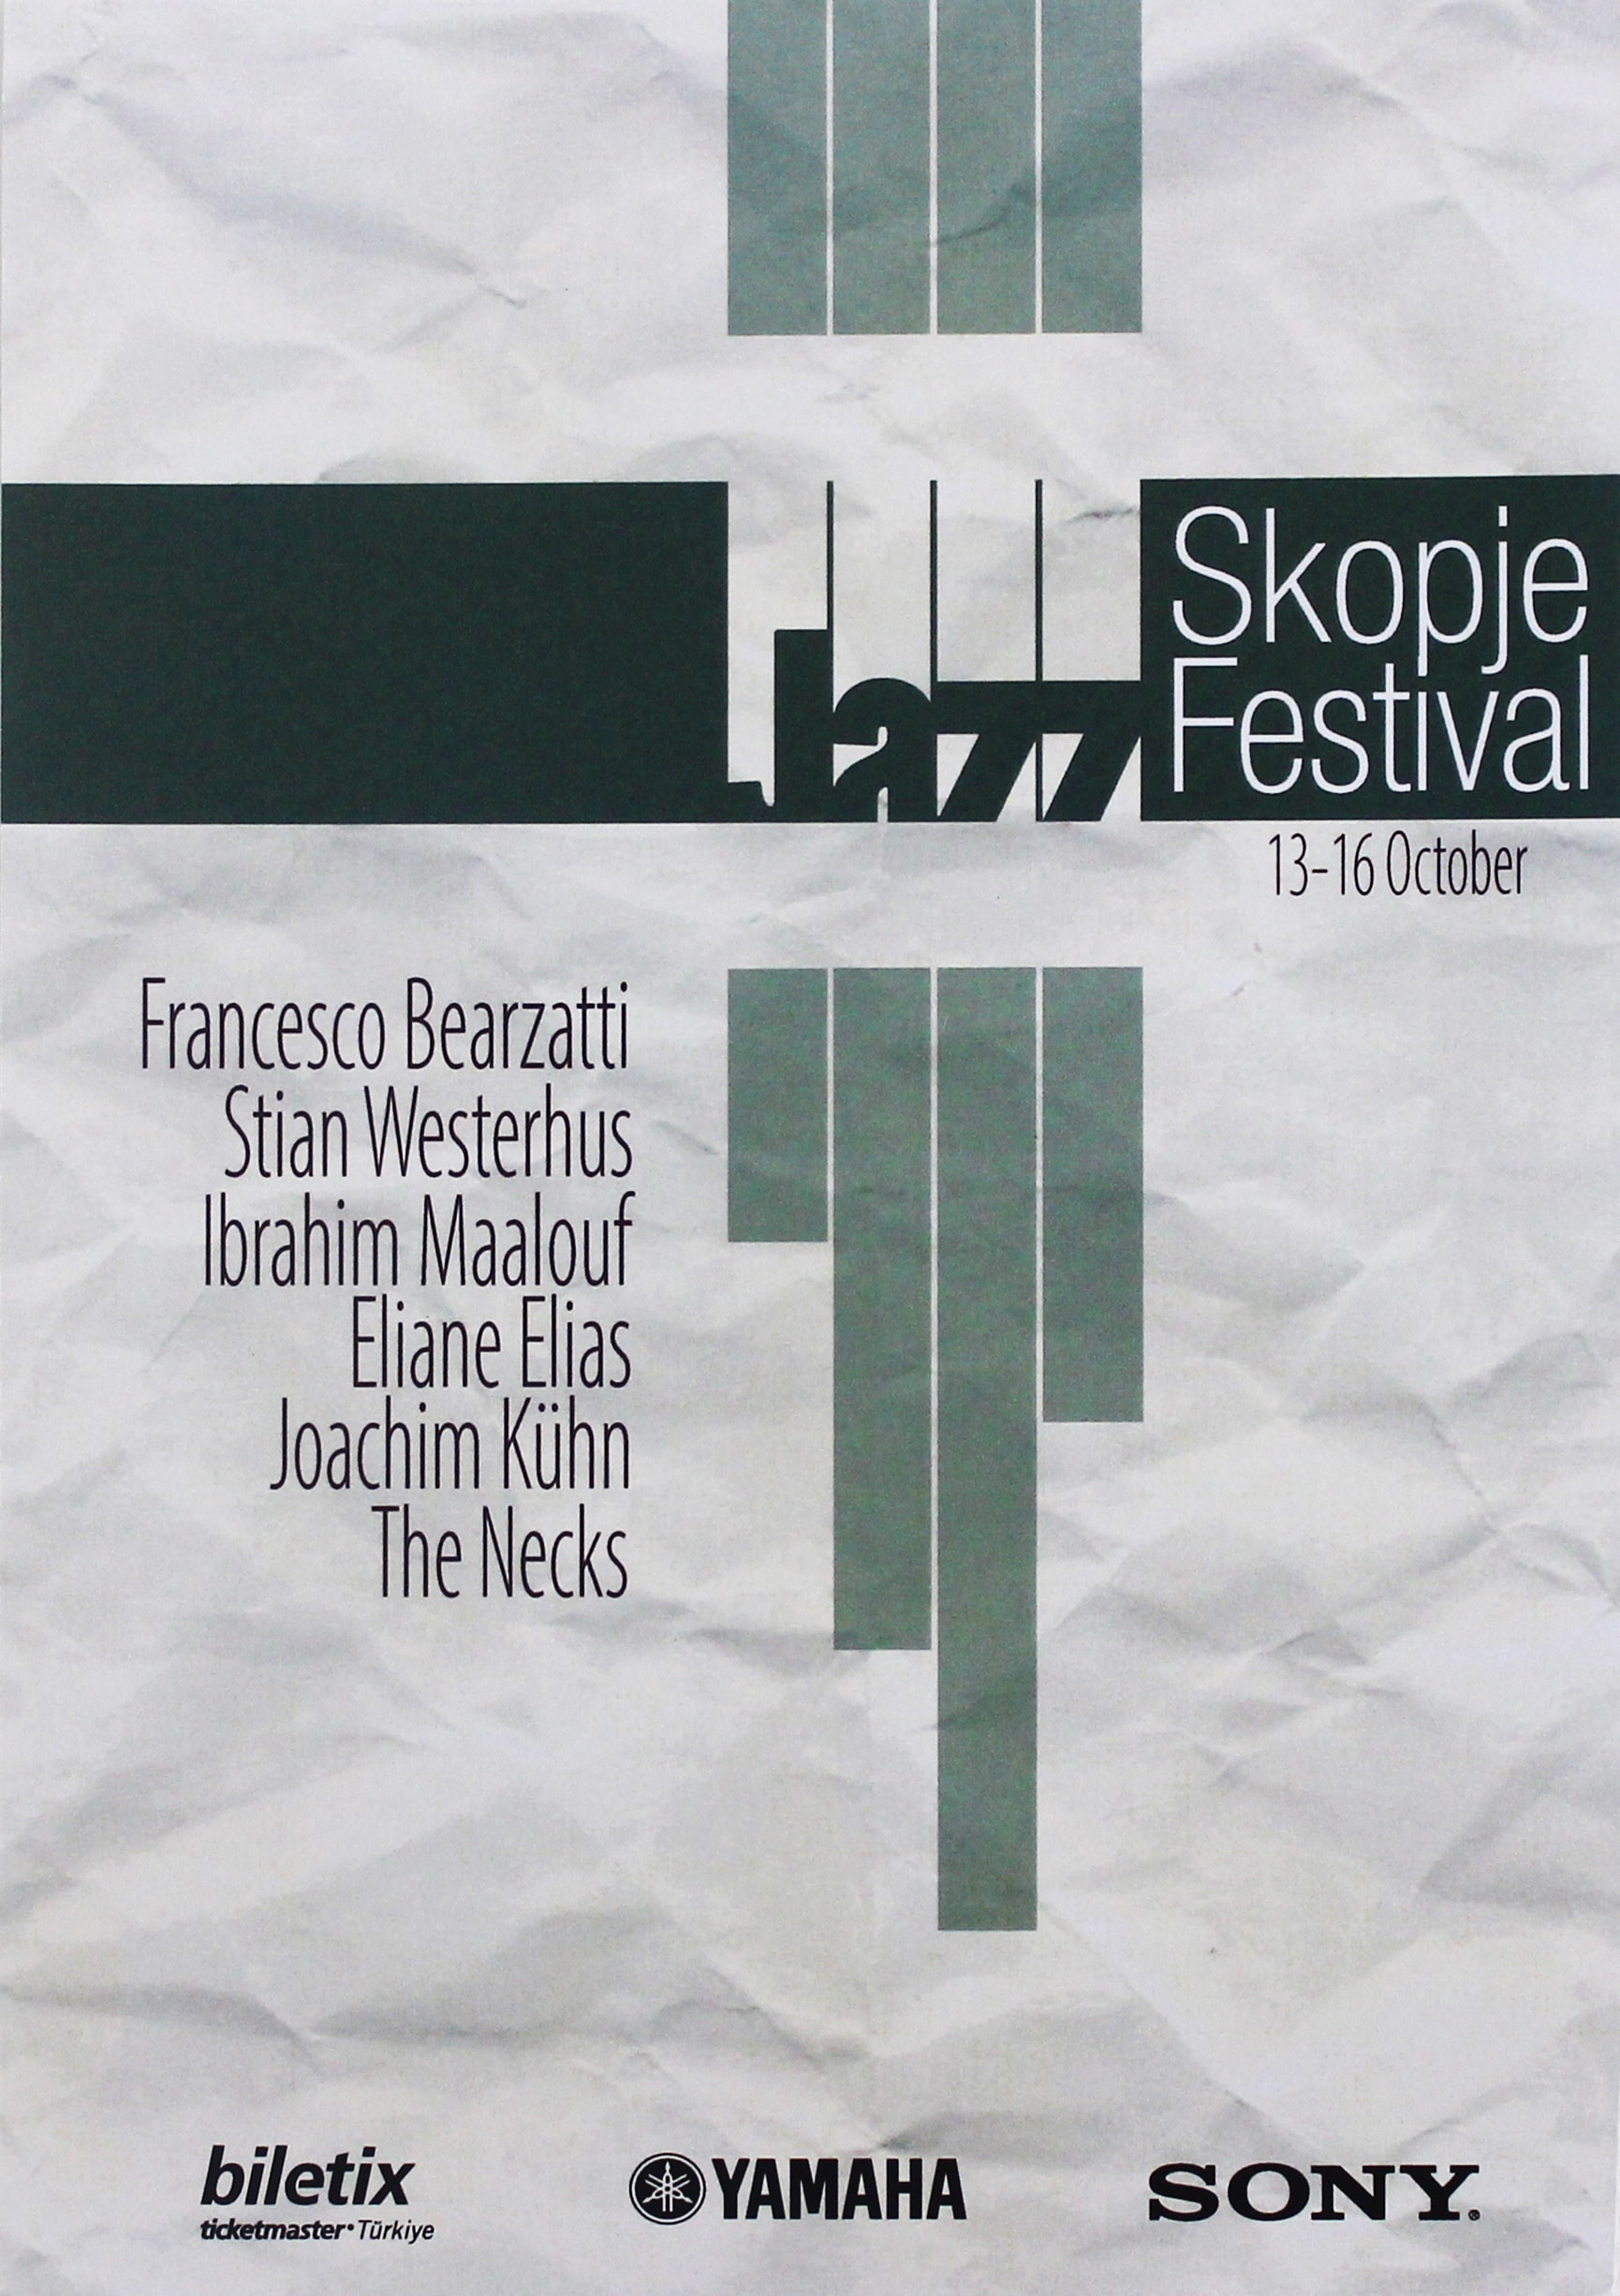 Jazz
Skopje
Festival
13-16 October
Francesco Bearzatti
Stian Westerhus
Ibrahim Maalouf
Eliane Elias
Joachim Kühn
The Necks
biletix
ticketmaster·Türkiye
YAMAHA
SONY®